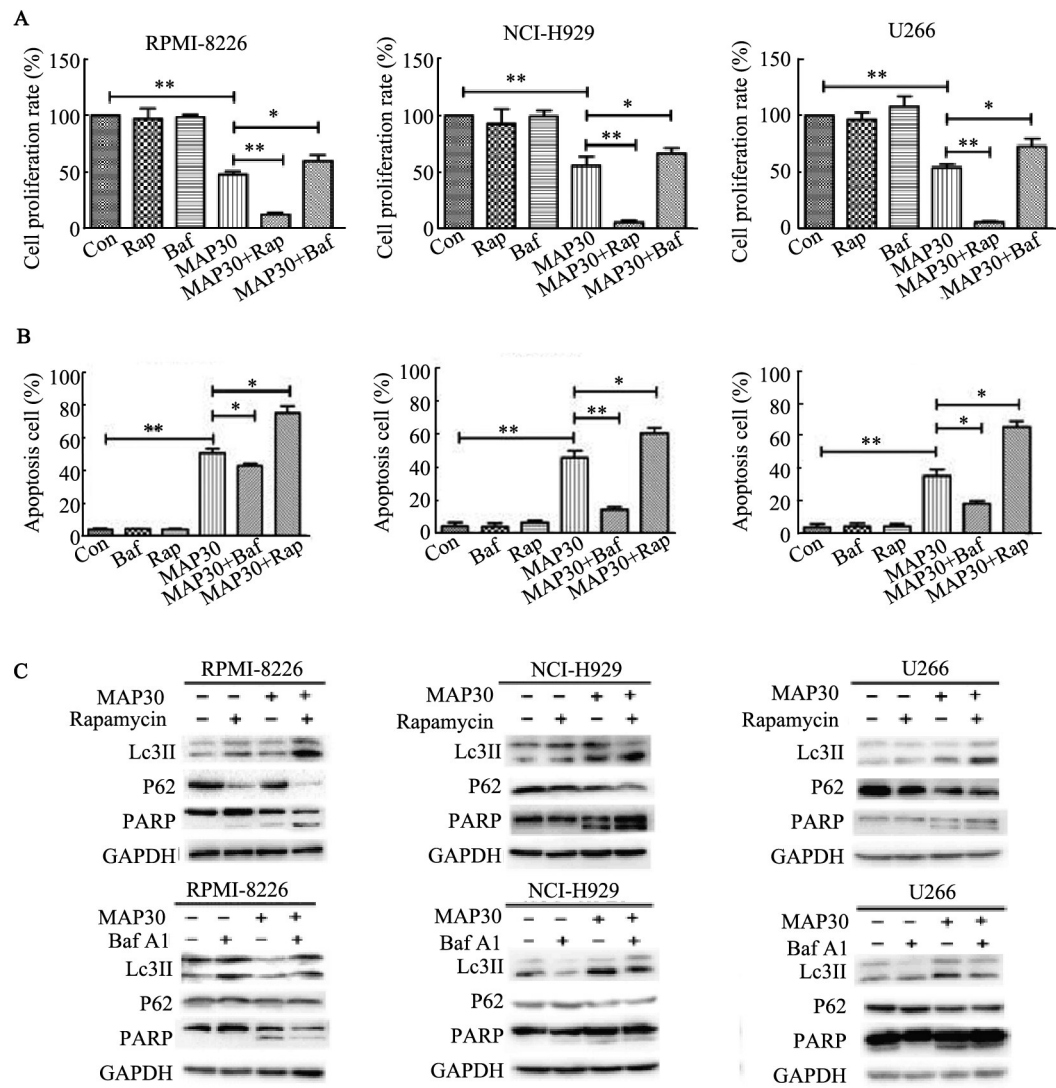 A
RPMI-8226
NCI-H929
U266
Cell proliferation rate (%)
150
100
50
0
**
*
**
Con
Rap
Baf
MAP30
MAP30+Rap
MAP30+Baf
Cell proliferation rate (%)
150
100
50
0
**
*
**
Con
Rap
Baf
MAP30
MAP30+Rap
MAP30+Baf
Cell proliferation rate (%)
150
100
50
0
**
*
**
Con
Rap
Baf
MAP30
MAP30+Rap
MAP30+Baf
B
Apoptosis cell (%)
100
80
60
40
20
0
*
*
**
Con
Baf
Rap
MAP30
MAP30+Baf
MAP30+Rap
Apoptosis cell (%)
100
80
60
40
20
0
*
**
**
Con
Baf
Rap
MAP30
MAP30+Baf
MAP30+Rap
Apoptosis cell (%)
100
80
60
40
20
0
*
*
**
Con
Baf
Rap
MAP30
MAP30+Baf
MAP30+Rap
C
RPMI-8226
MAP30 – – + +
Rapamycin – + – +
Lc3II
P62
PARP
GAPDH
NCI-H929
MAP30 – – + +
Rapamycin – + – +
Lc3II
P62
PARP
GAPDH
U266
MAP30 – – + +
Rapamycin – + – +
Lc3II
P62
PARP
GAPDH
RPMI-8226
MAP30 – – + +
Baf A1 – + – +
Lc3II
P62
PARP
GAPDH
NCI-H929
MAP30 – – + +
Baf A1 – + – +
Lc3II
P62
PARP
GAPDH
U266
MAP30 – – + +
Baf A1 – + – +
Lc3II
P62
PARP
GAPDH